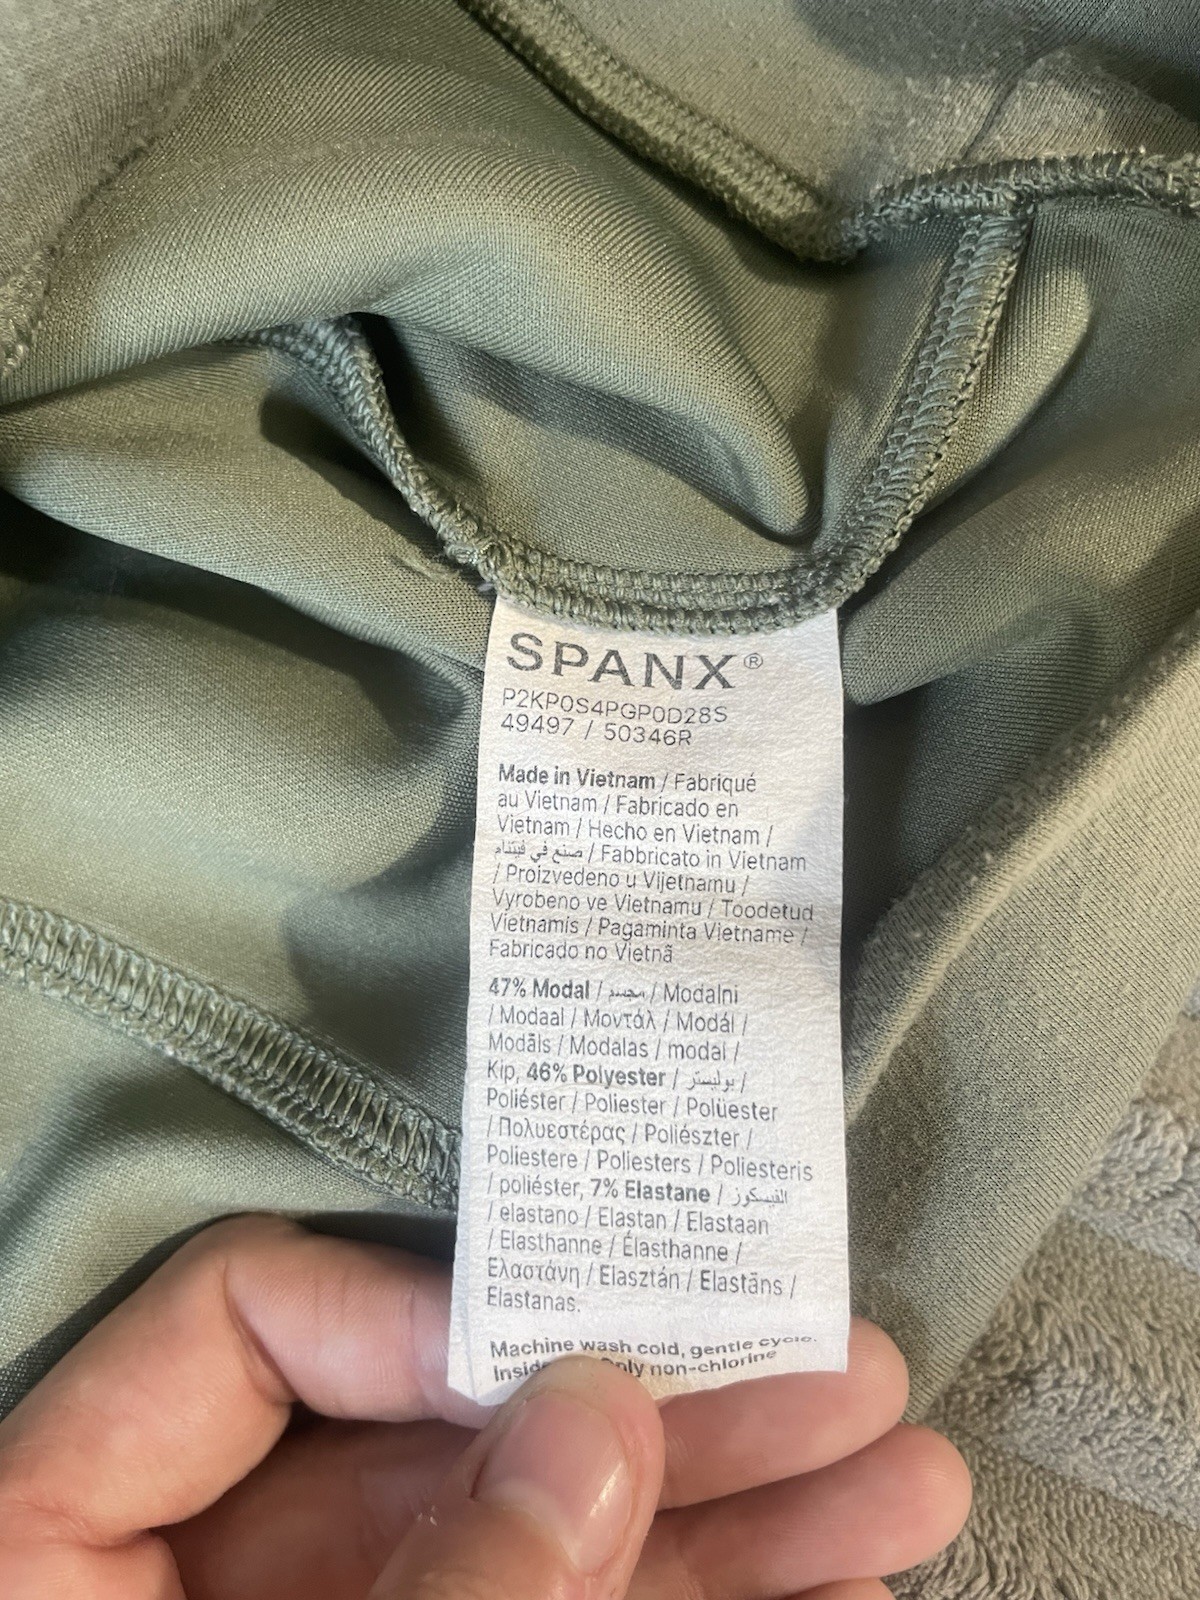 SPANX®
P2KP0S4PGP0D28S
49497 / 50346R
Made in Vietnam / Fabriqué
au Vietnam / Fabricado en
Vietnam / Hecho en Vietnam /
صنع في فيتنام / Fabbricato in Vietnam
/ Proizvedeno u Vijetnamu /
Vyrobeno ve Vietnamu / Toodetud
Vietnamis / Pagaminta Vietname /
Fabricado no Vietnã
47% Modal / / Modalni
/ Modaal / Μοντάλ / Modál /
Modāls / Modalas / modal /
Kip, 46% Polyester / بوليستر /
Poliéster / Poliester / Polüester
/ Πολυεστέρας / Poliészter /
Poliestere / Poliesters / Poliesteris
/ poliéster, 7% Elastane / الفيسكوز
/ elastano / Elastan / Elastaan
/ Elasthanne / Élasthanne /
Ελαστάνη / Elasztán / Elastāns /
Elastanas.
Machine wash cold, gentle cycle.
non-chlorine